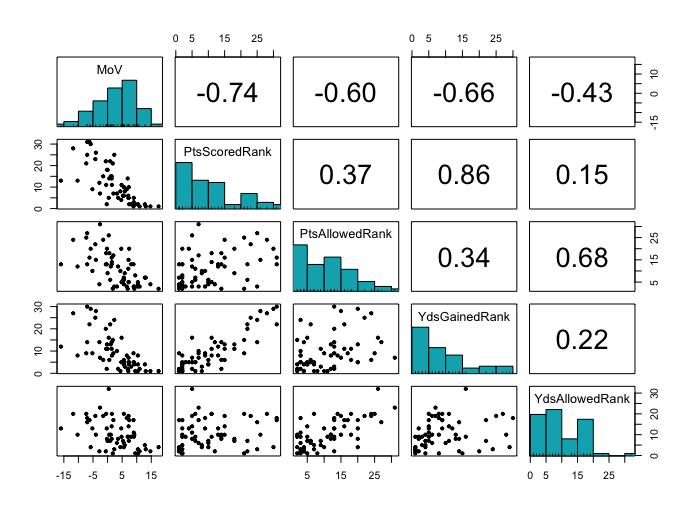 0 5 15 25
0 5 15 25
MoV
-0.74
-0.60
-0.66
-0.43
-15 0 10
0 10 20 30
PtsScoredRank
0.37
0.86
0.15
PtsAllowedRank
0.34
0.68
5 15 25
0 10 20 30
YdsGainedRank
0.22
YdsAllowedRank
0 10 20 30
-15 -5 5 15
5 15 25
0 5 15 25